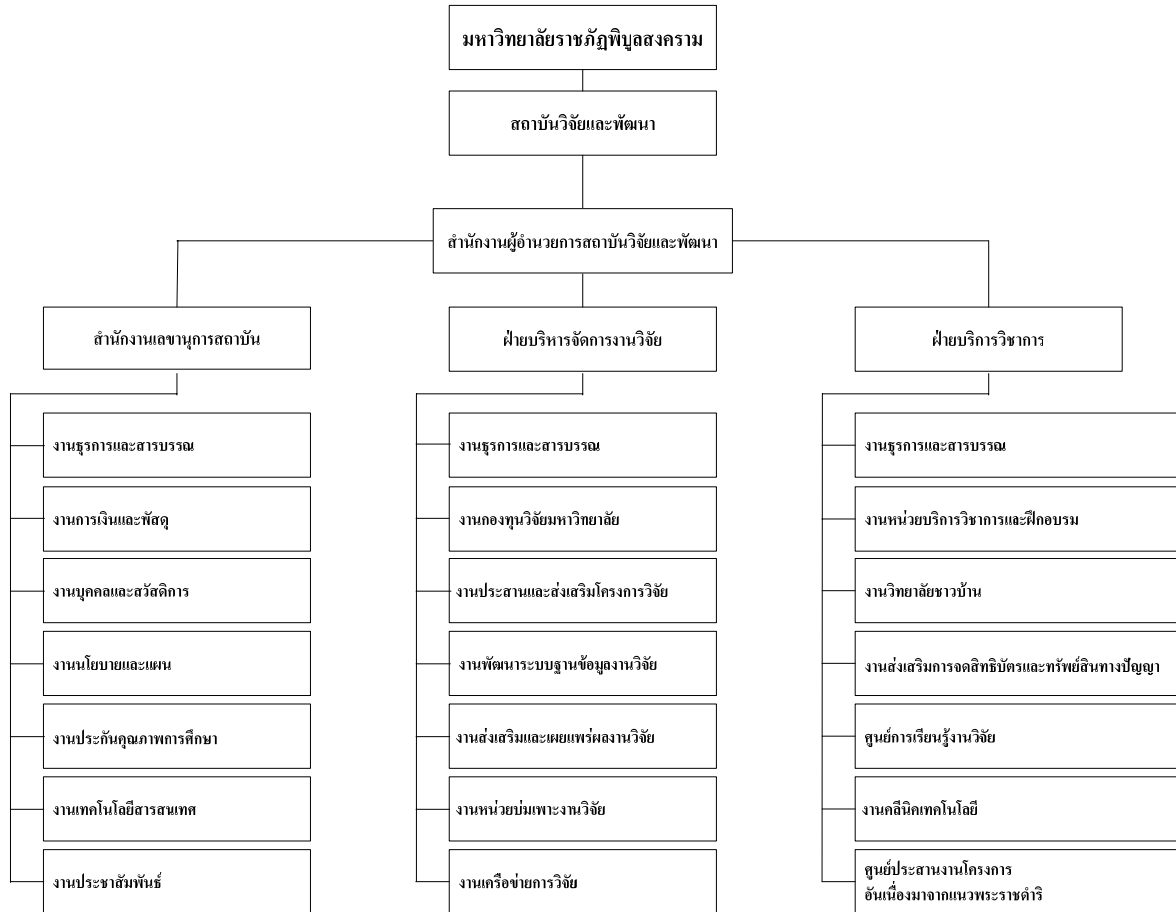 มหาวิทยาลัยราชภัฏพิบูลสงคราม
สถาบันวิจัยและพัฒนา
สำนักงานผู้อำนวยการสถาบันวิจัยและพัฒนา
สำนักงานเลขานุการสถาบัน
งานธุรการและสารบรรณ
งานการเงินและพัสดุ
งานบุคคลและสวัสดิการ
งานนโยบายและแผน
งานประกันคุณภาพการศึกษา
งานเทคโนโลยีสารสนเทศ
งานประชาสัมพันธ์
ฝ่ายบริหารจัดการงานวิจัย
งานธุรการและสารบรรณ
งานกองทุนวิจัยมหาวิทยาลัย
งานประสานและส่งเสริมโครงการวิจัย
งานพัฒนาระบบฐานข้อมูลงานวิจัย
งานส่งเสริมและเผยแพร่ผลงานวิจัย
งานหน่วยบ่มเพาะงานวิจัย
งานเครือข่ายการวิจัย
ฝ่ายบริการวิชาการ
งานธุรการและสารบรรณ
งานหน่วยบริการวิชาการและฝึกอบรม
งานวิทยาลัยชาวบ้าน
งานส่งเสริมการจดสิทธิบัตรและทรัพย์สินทางปัญญา
ศูนย์การเรียนรู้งานวิจัย
งานคลีนิคเทคโนโลยี
ศูนย์ประสานงานโครงการ
อันเนื่องมาจากแนวพระราชดำริ